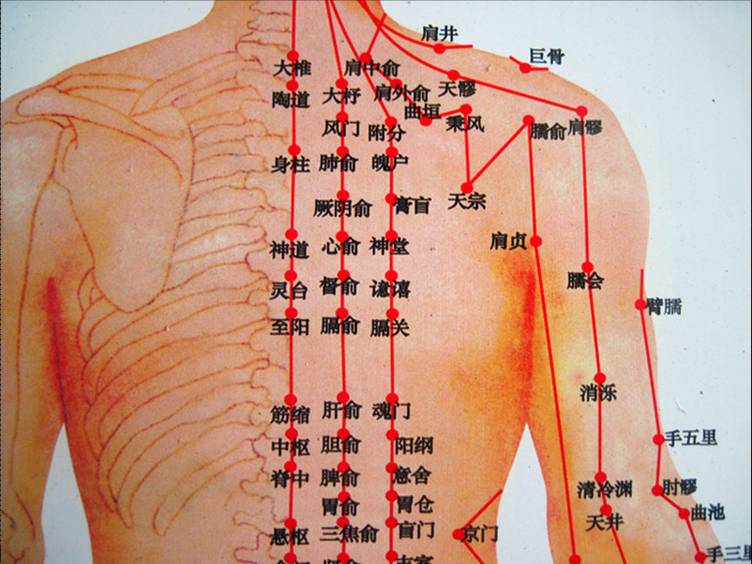 肩井
巨骨
大椎 肩中俞
天髎
陶道 大杼 肩外俞
曲垣
秉风
风门 附分
臑俞 肩髎
身柱 肺俞 魄户
天宗
厥阴俞 膏盲
肩贞
神道 心俞 神堂
臑会
灵台 督俞 谚谆
臂臑
至阳 膈俞 膈关
消泺
筋缩 肝俞 魂门
手五里
中枢 胆俞 阳纲
脊中 脾俞 意舍
清冷渊 肘髎
胃俞 胃仓
曲池
天井
悬枢 三焦俞 盲门 京门
手三里